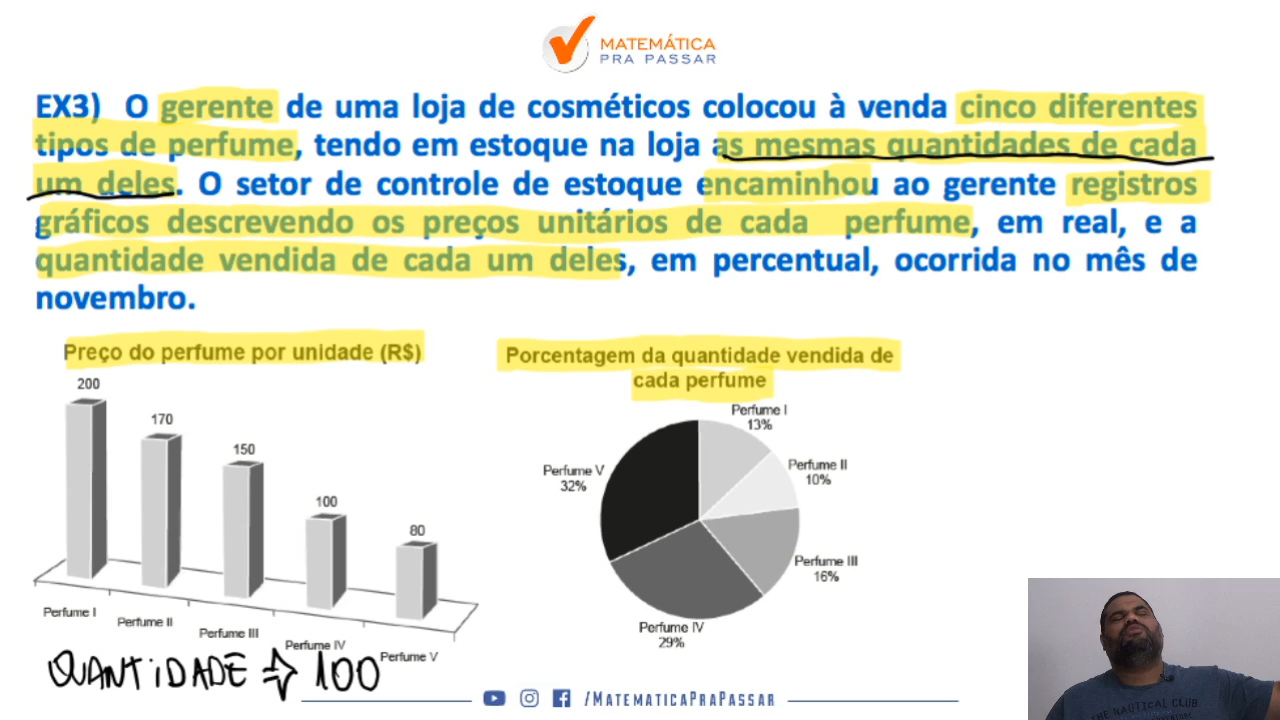 MATEMÁTICA
PRA PASSAR
EX3) O gerente de uma loja de cosméticos colocou à venda cinco diferentes
tipos de perfume, tendo em estoque na loja as mesmas quantidades de cada
um deles. O setor de controle de estoque encaminhou ao gerente registros
gráficos descrevendo os preços unitários de cada perfume, em real, e a
quantidade vendida de cada um deles, em percentual, ocorrida no mês de
novembro.
Preço do perfume por unidade (R$)
200
170
150
100
80
Perfume I
Perfume II
Perfume III
Perfume IV
Perfume V
Porcentagem da quantidade vendida de
cada perfume
Perfume I
13%
Perfume II
10%
Perfume III
16%
Perfume IV
29%
Perfume V
32%
QUANTIDADE ⇒ 100
/MATEMATICAPRAPASSAR
THE NAUTICAL CLUB